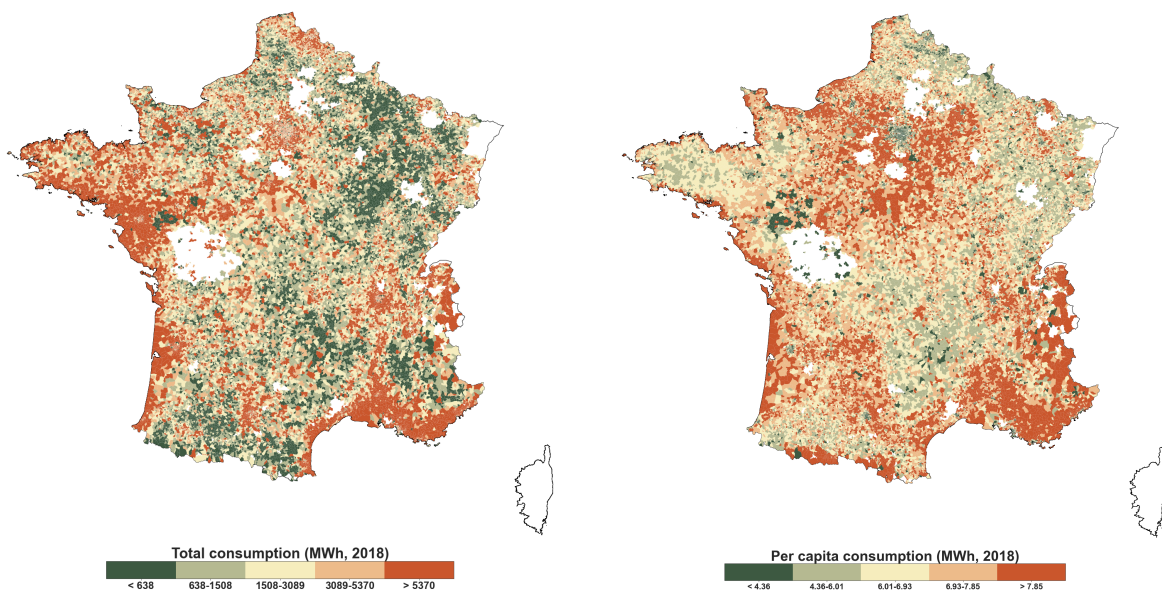 Total consumption (MWh, 2018)
< 638 638-1508 1508-3089 3089-5370 > 5370
Per capita consumption (MWh, 2018)
< 4.36 4.36-6.01 6.01-6.93 6.93-7.85 > 7.85